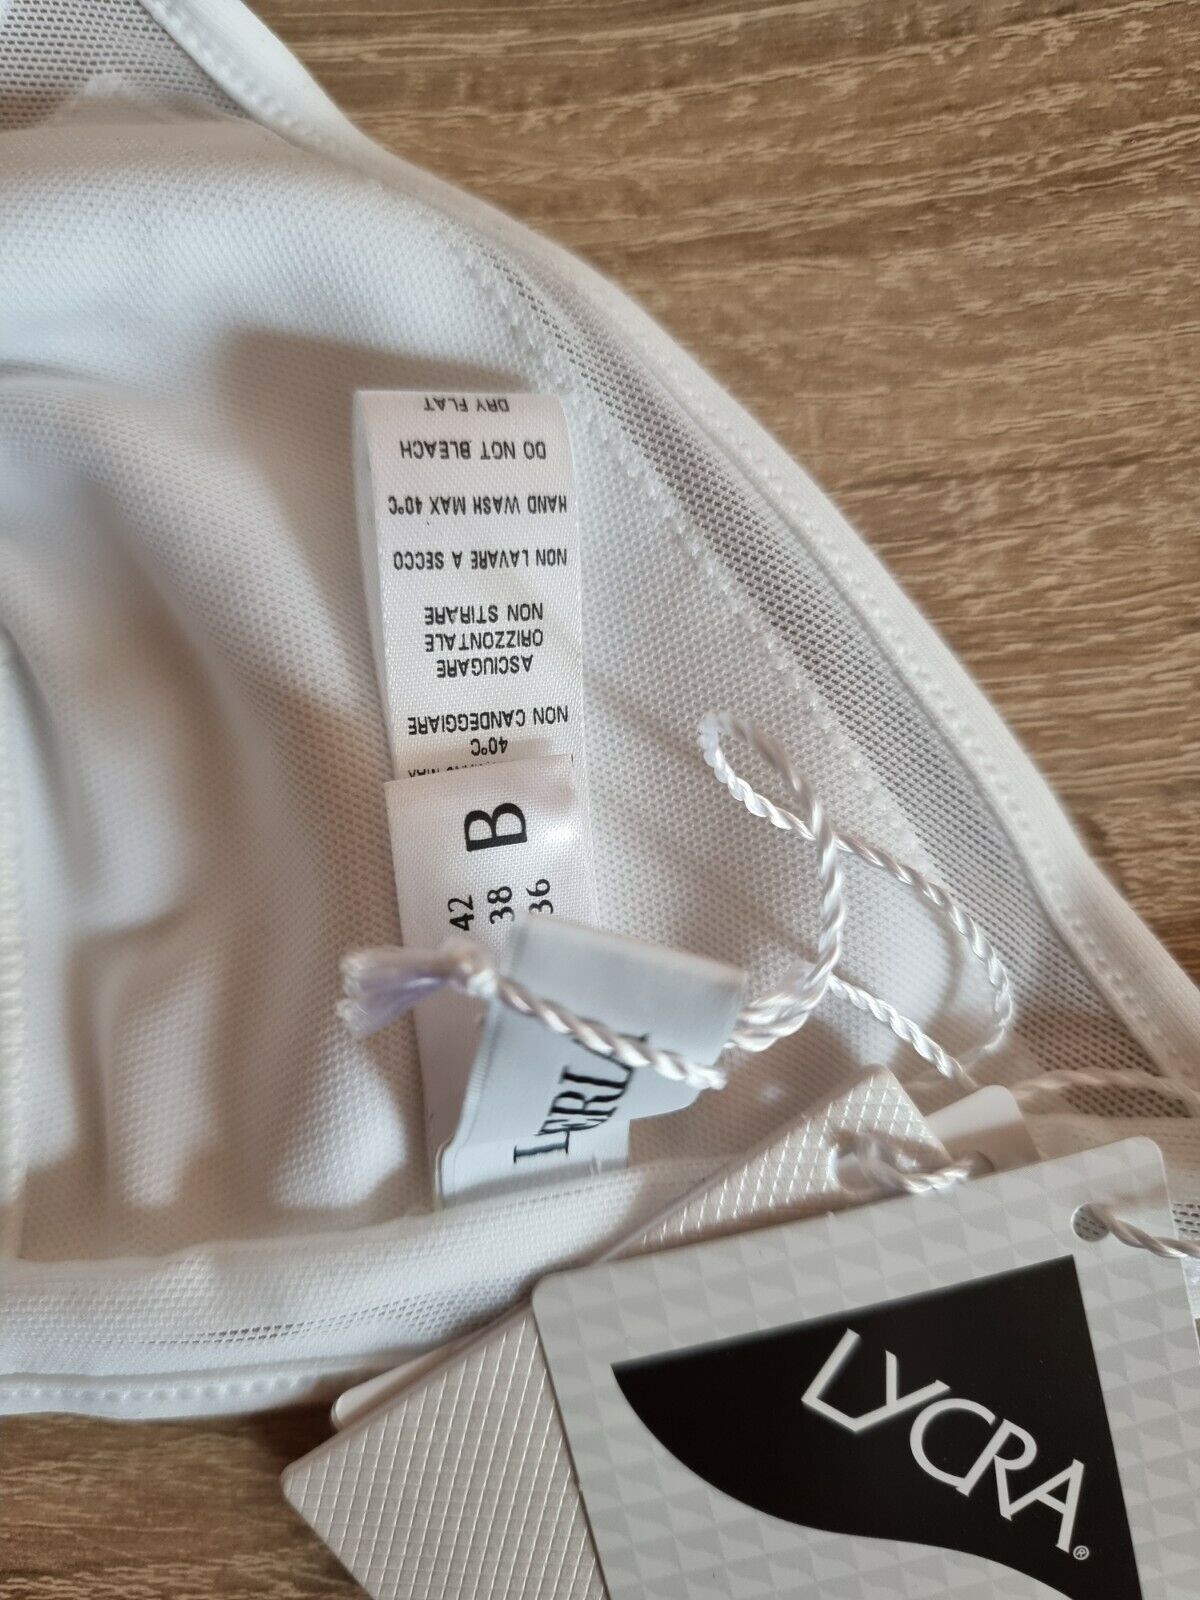 40°C
NON CANDEGGIARE
ASCIUGARE
ORIZZONTALE
NON STIRARE
NON LAVARE A SECCO
HAND WASH MAX 40°C
DO NOT BLEACH
DRY FLAT
42
38 B
36
LYCRA®